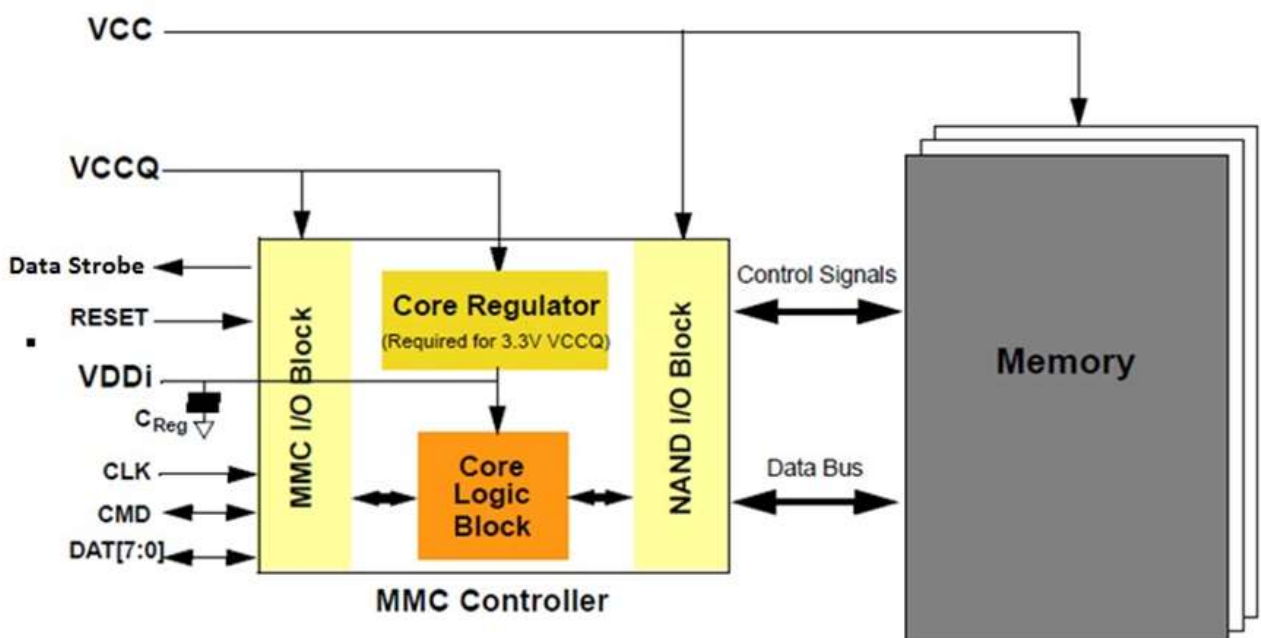 VCC
VCCQ
Data Strobe
RESET
VDDi
CReg
CLK
CMD
DAT[7:0]
MMC I/O Block
Core Regulator
(Required for 3.3V VCCQ)
Core
Logic
Block
NAND I/O Block
MMC Controller
Control Signals
Data Bus
Memory